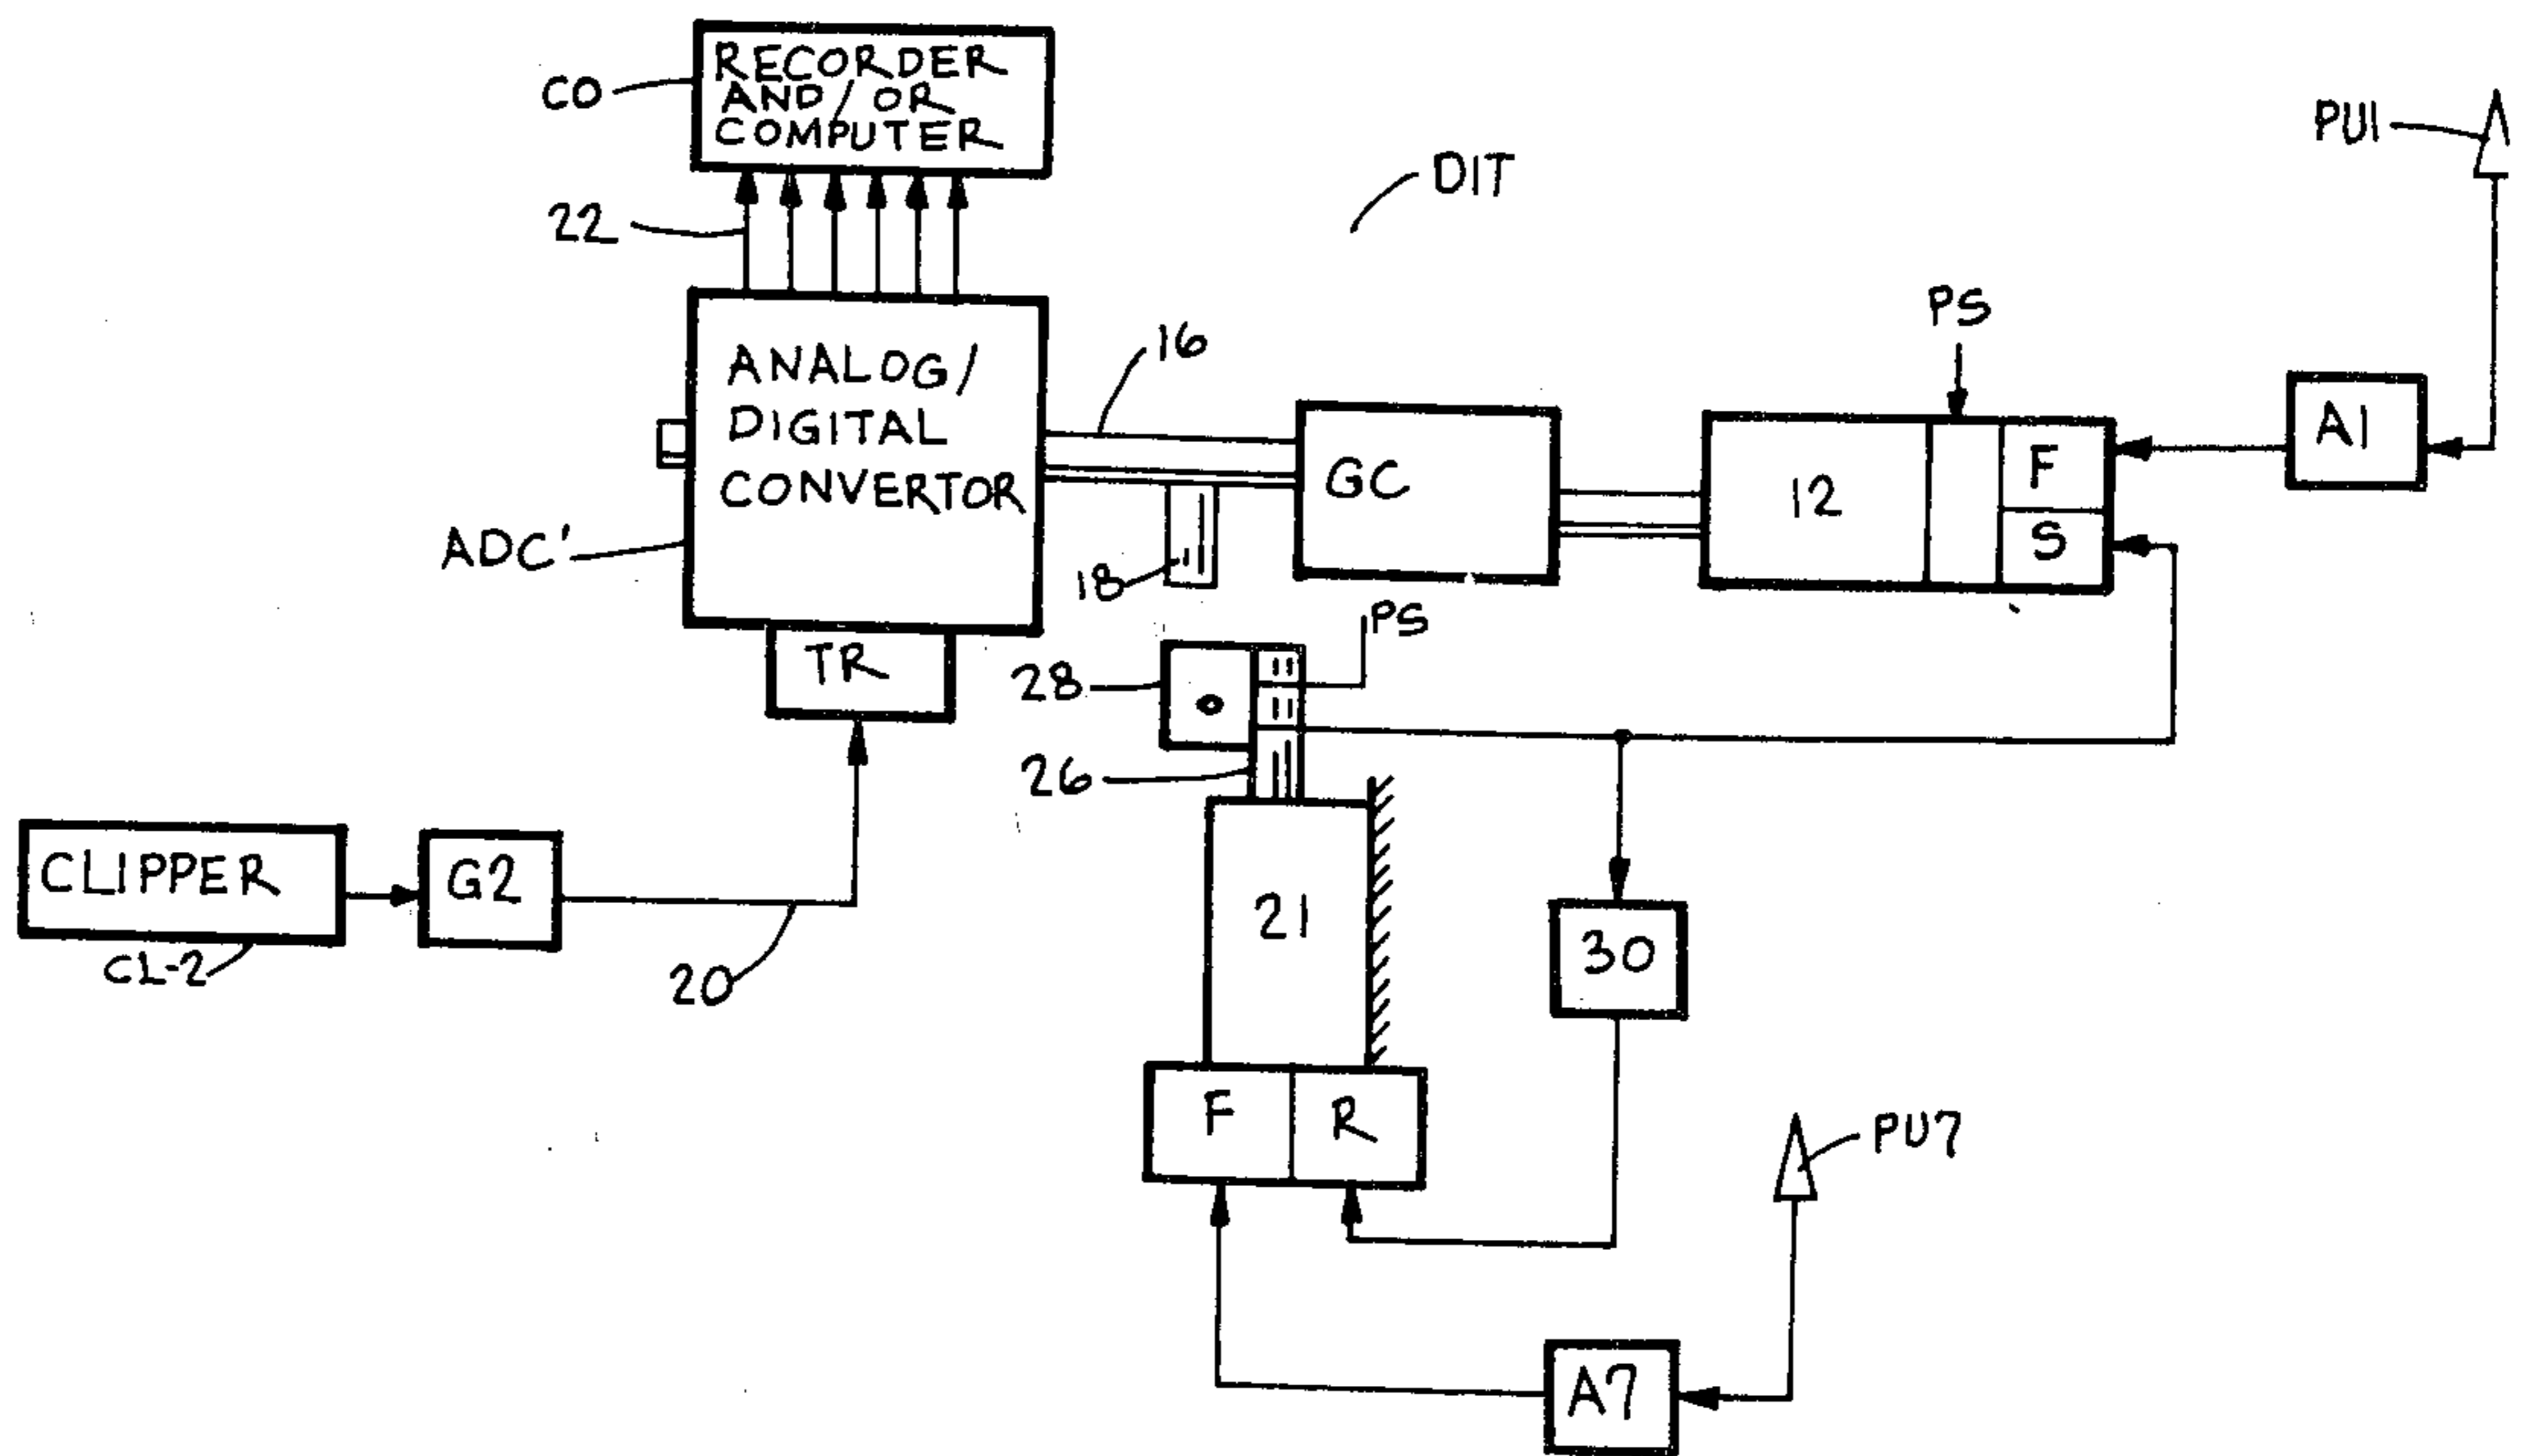 RECORDER
AND/OR
COMPUTER
CO
PU1
DIT
22
PS
16
ANALOG/
DIGITAL
CONVERTOR
A1
GC
12
F
S
ADC'
18
PS
TR
28
26
CLIPPER
G2
21
30
CL-2
20
F
R
PU7
A7